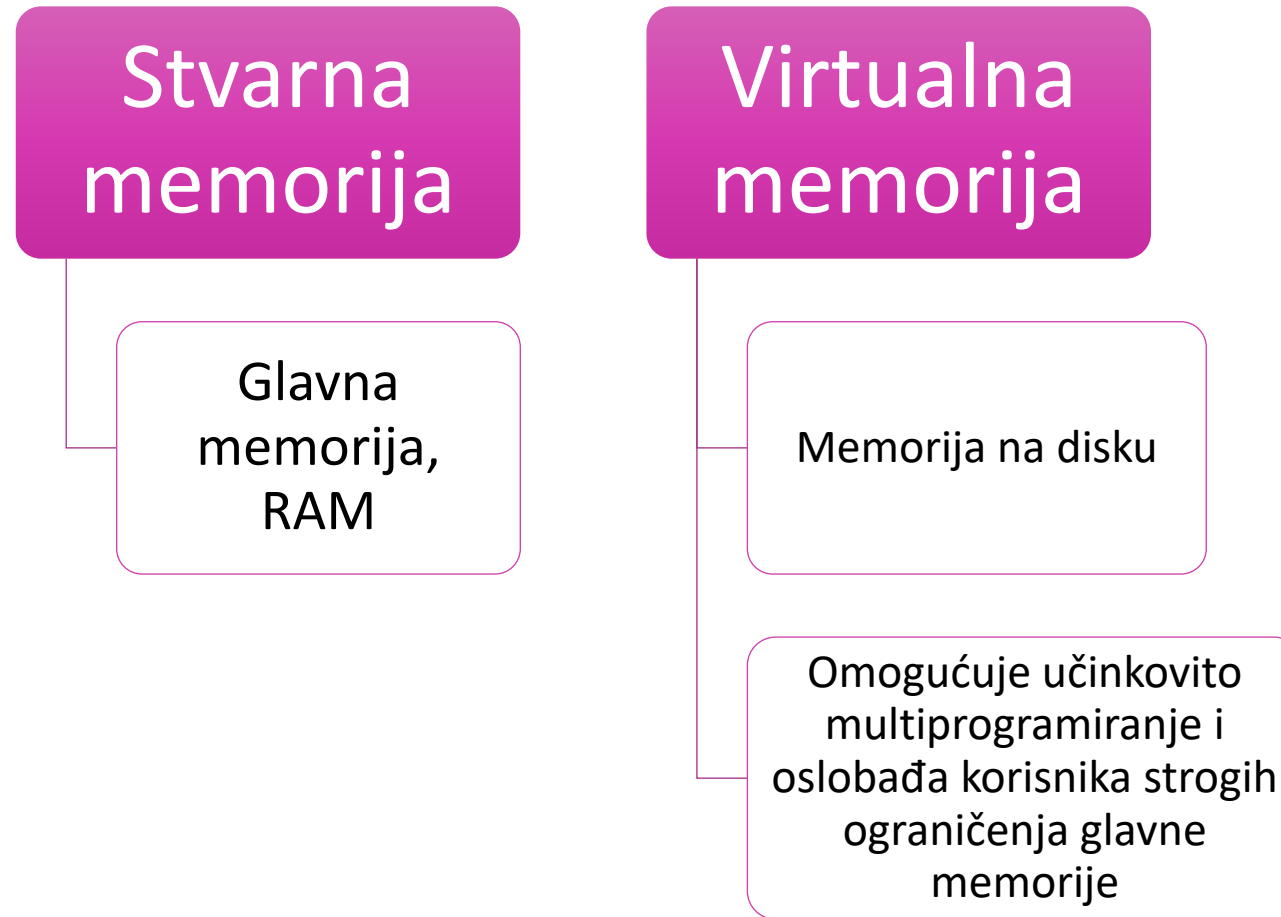 Stvarna
memorija
Glavna
memorija,
RAM
Virtualna
memorija
Memorija na disku
Omogućuje učinkovito
multiprogramiranje i
oslobađa korisnika strogih
ograničenja glavne
memorije